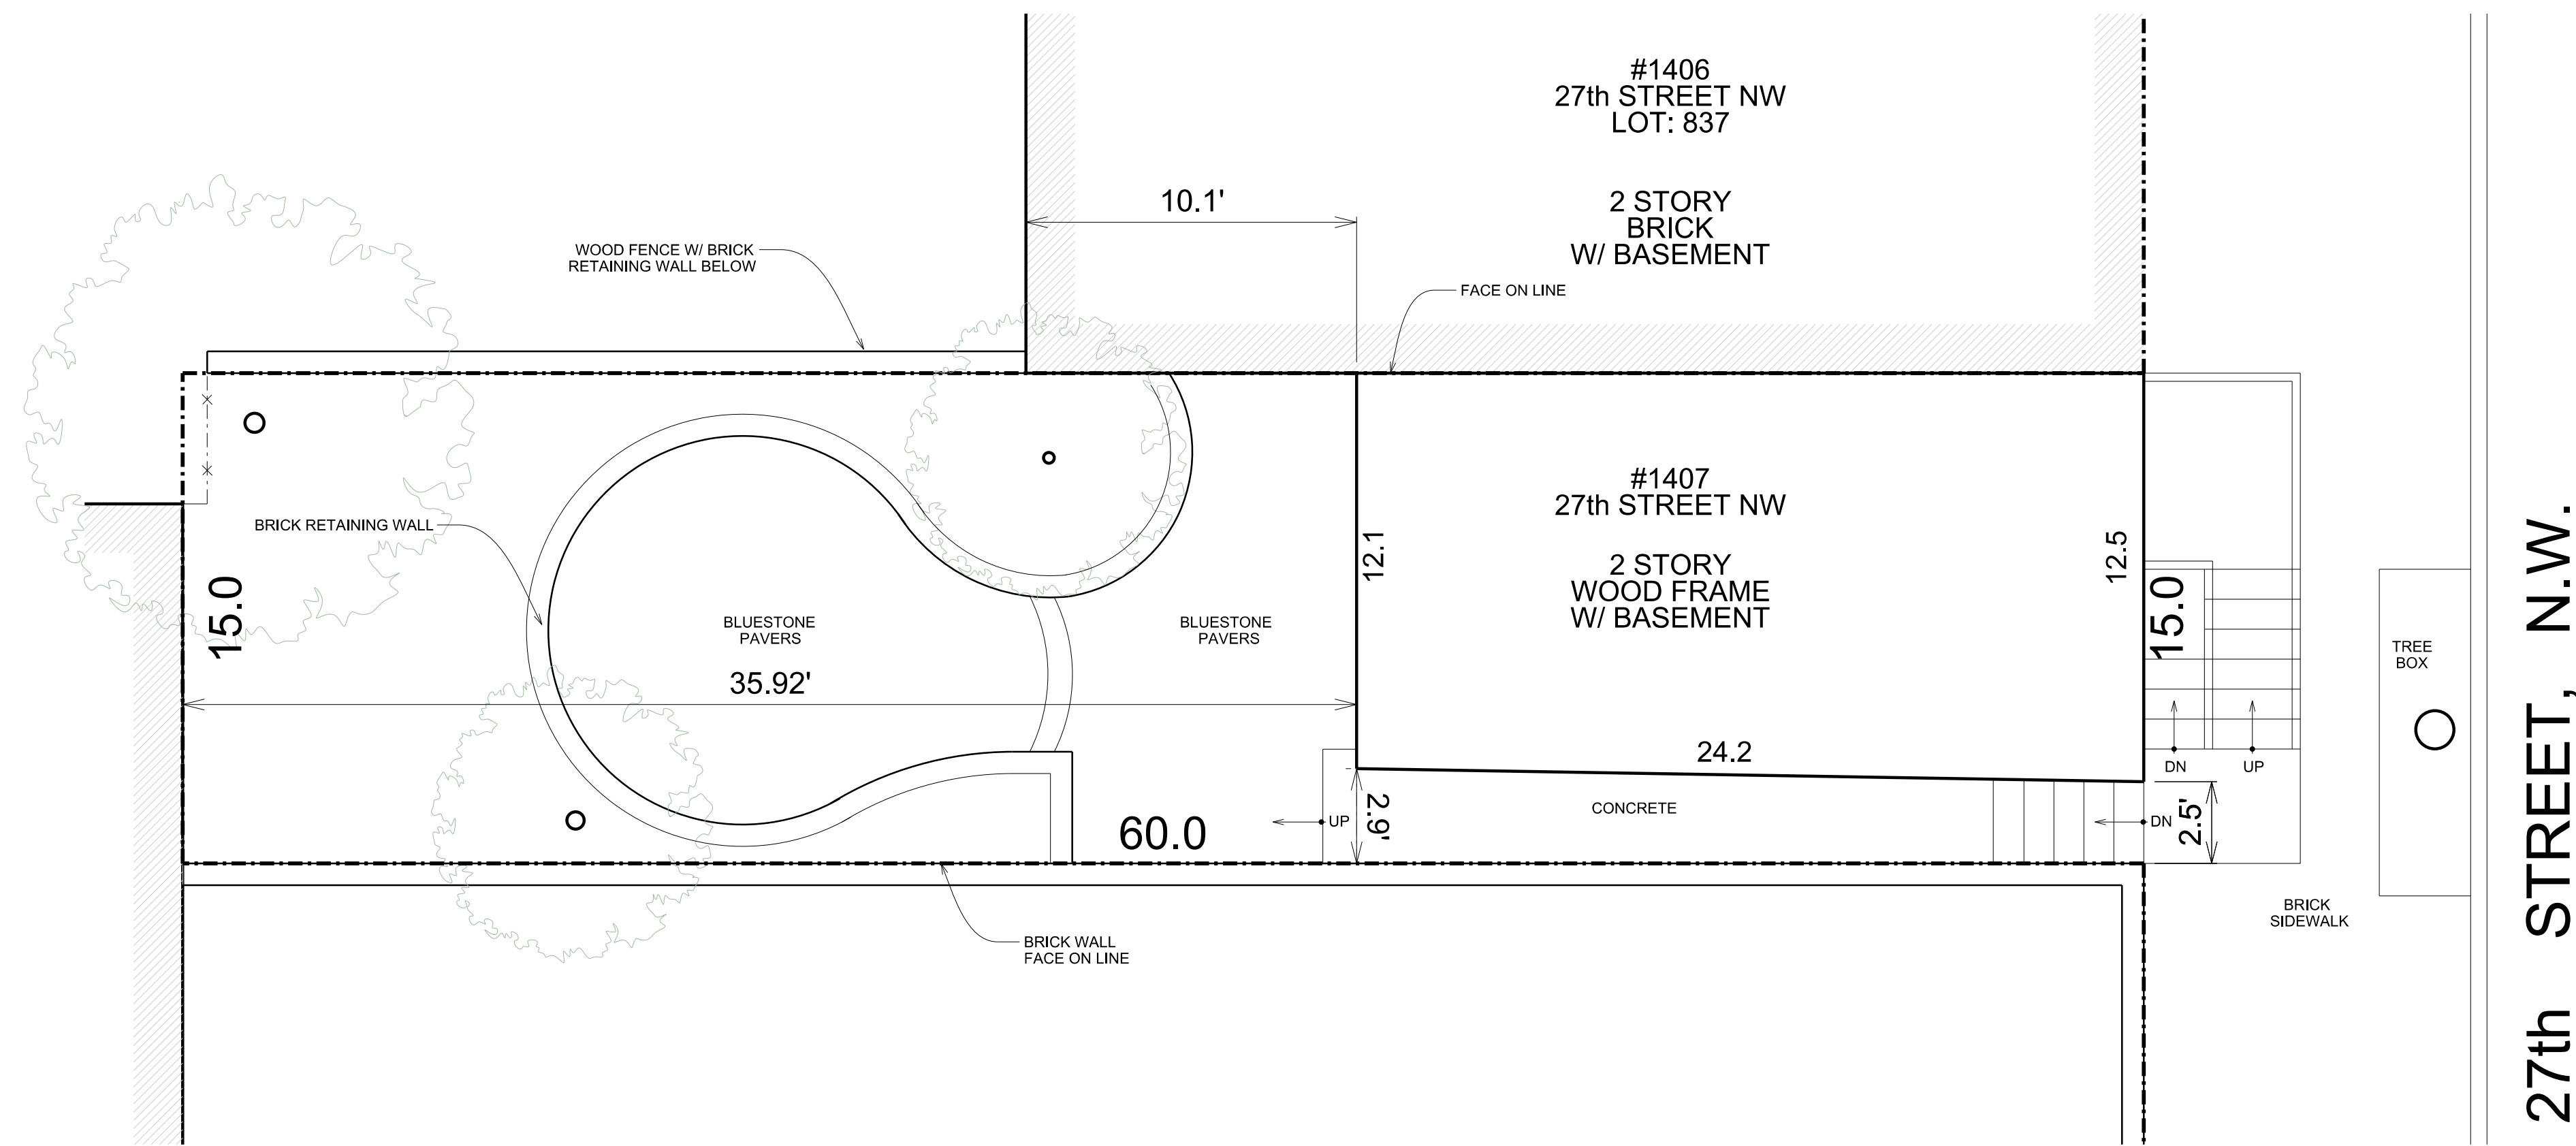 #1406
27th STREET NW
LOT: 837
2 STORY
BRICK
W/ BASEMENT
10.1'
WOOD FENCE W/ BRICK
RETAINING WALL BELOW
FACE ON LINE
#1407
27th STREET NW
2 STORY
WOOD FRAME
W/ BASEMENT
12.1
12.5
BRICK RETAINING WALL
15.0
15.0
BLUESTONE
PAVERS
BLUESTONE
PAVERS
35.92'
24.2
TREE
BOX
DN
UP
CONCRETE
UP
2.9'
DN
2.5'
60.0
BRICK
SIDEWALK
BRICK WALL
FACE ON LINE
27th STREET, N.W.